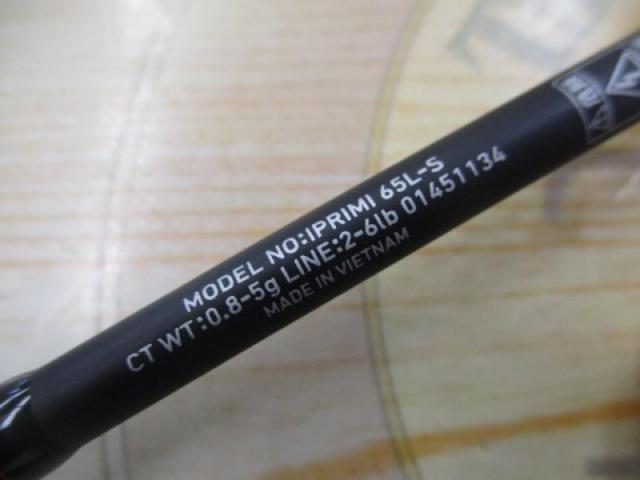 MODEL NO:IPRIMI 65L-S
CT WT:0.8-5g LINE:2-6lb 01451134
MADE IN VIETNAM